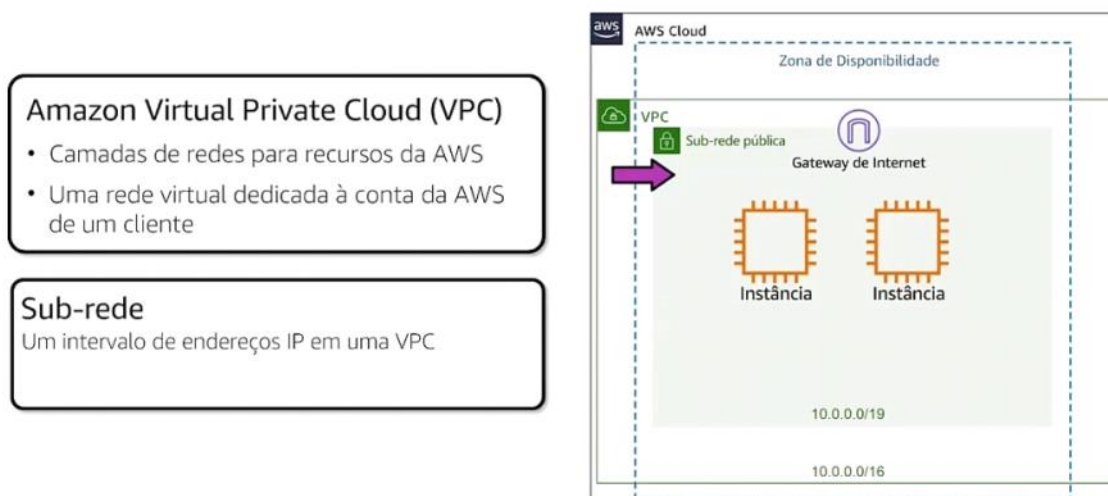 Amazon Virtual Private Cloud (VPC)
• Camadas de redes para recursos da AWS
• Uma rede virtual dedicada à conta da AWS
de um cliente
Sub-rede
Um intervalo de endereços IP em uma VPC
aws
AWS Cloud
Zona de Disponibilidade
VPC
Sub-rede pública
Gateway de Internet
Instância
Instância
10.0.0.0/19
10.0.0.0/16